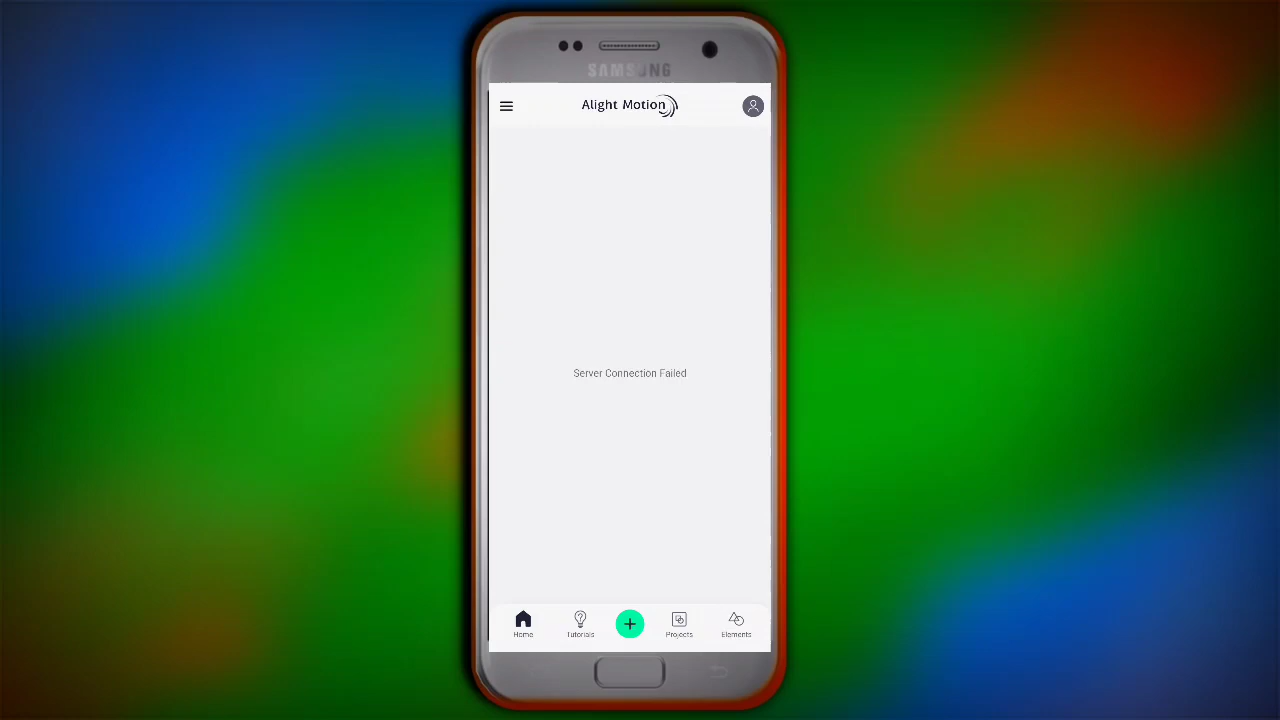 SAMSUNG
Alight Motion
Server Connection Failed
Home
Tutorials
Projects
Elements